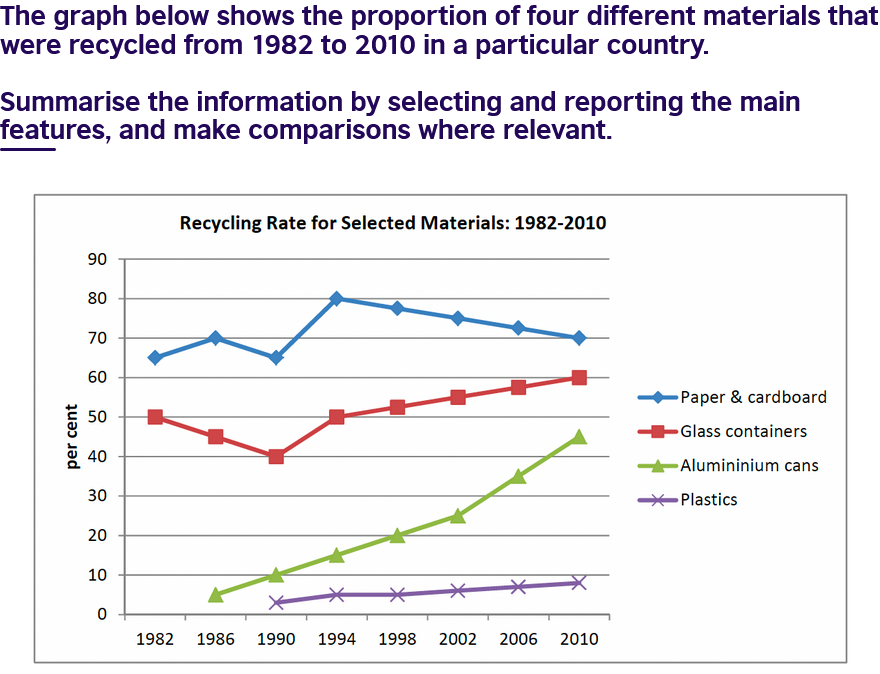 The graph below shows the proportion of four different materials that
were recycled from 1982 to 2010 in a particular country.
Summarise the information by selecting and reporting the main
features, and make comparisons where relevant.
Recycling Rate for Selected Materials: 1982-2010
90
80
70
60
50
40
30
20
10
0
per cent
1982 1986 1990 1994 1998 2002 2006 2010
Paper & cardboard
Glass containers
Alumininium cans
Plastics